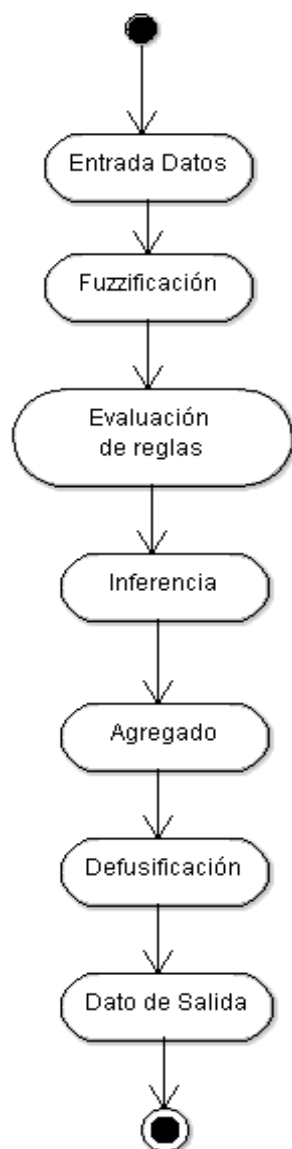 Entrada Datos
Fuzzificación
Evaluación
de reglas
Inferencia
Agregado
Defusificación
Dato de Salida